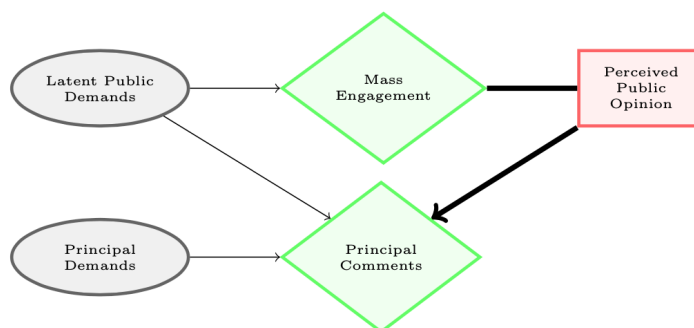 Latent Public
Demands
Mass
Engagement
Perceived
Public
Opinion
Principal
Demands
Principal
Comments